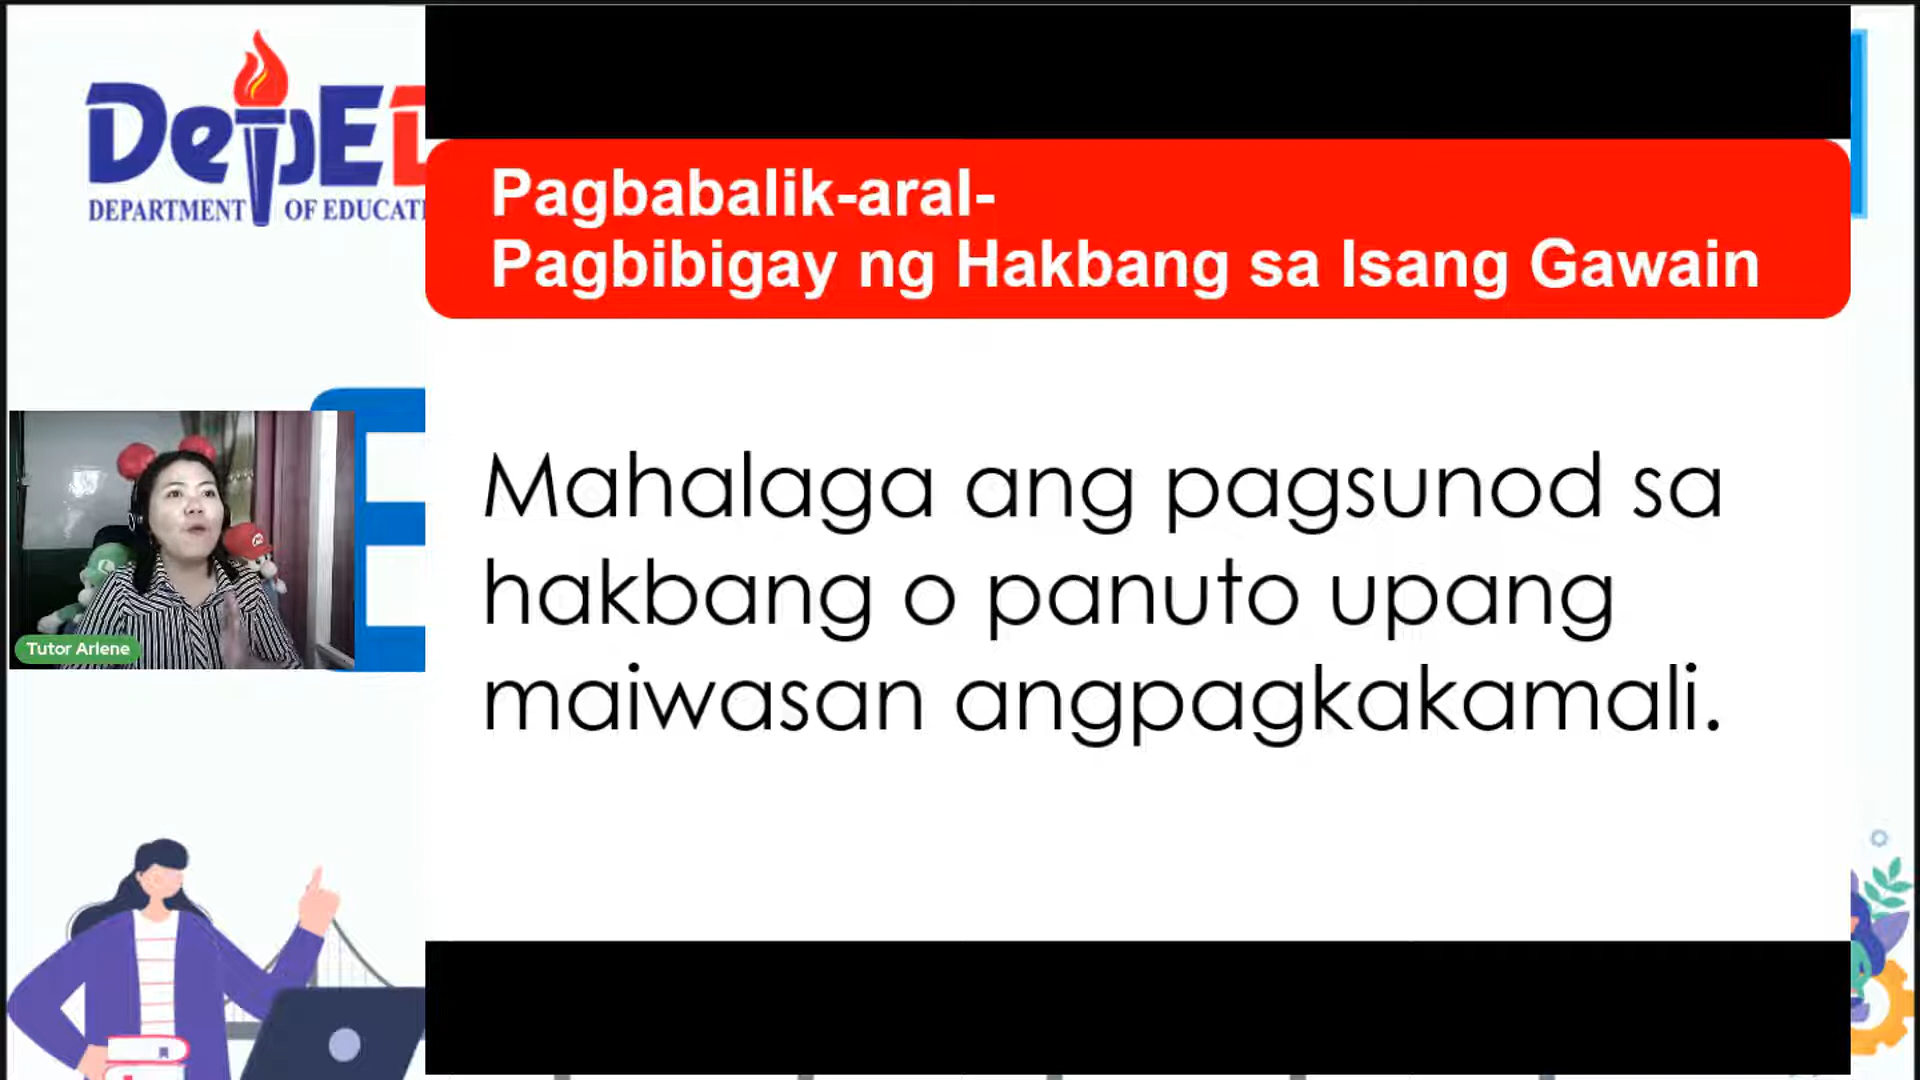 DepED
DEPARTMENT OF EDUCATI
Pagbabalik-aral-
Pagbibigay ng Hakbang sa Isang Gawain
Mahalaga ang pagsunod sa
hakbang o panuto upang
maiwasan angpagkakamali.
Tutor Arlene